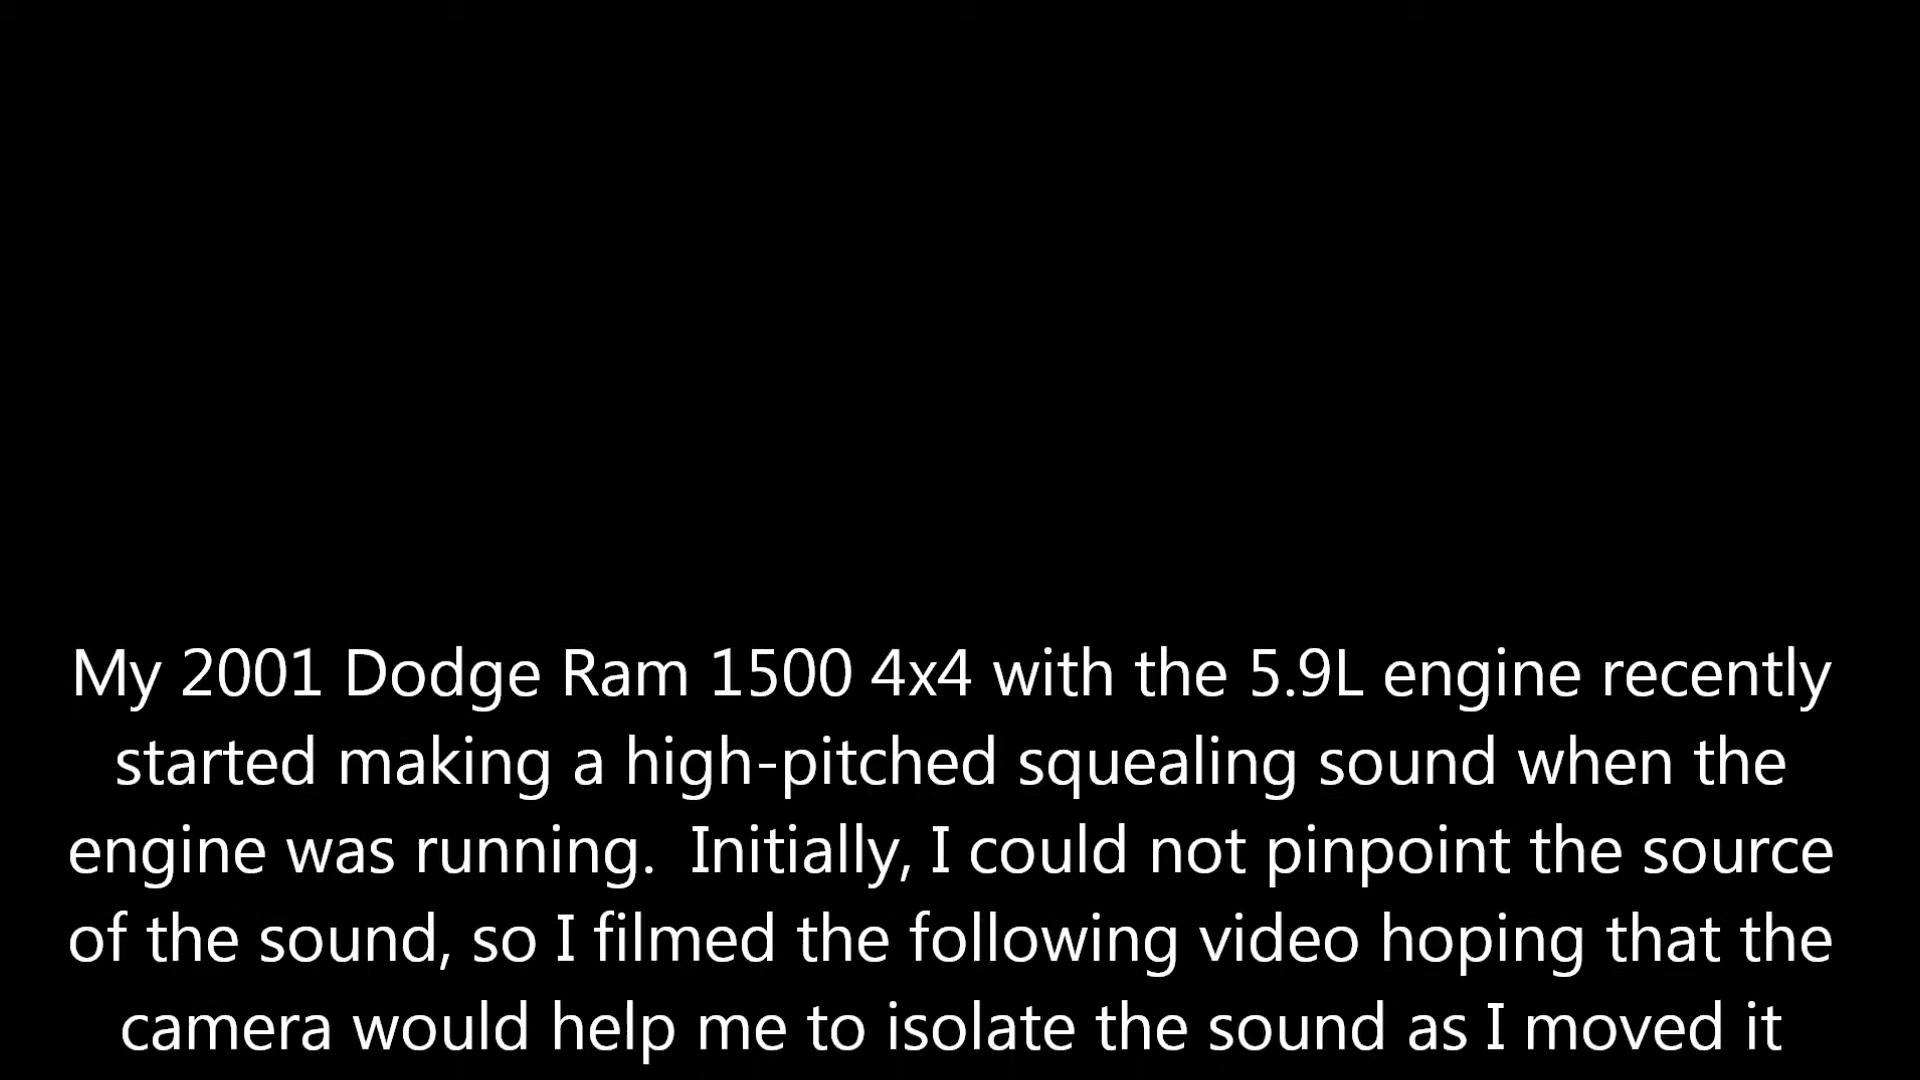 My 2001 Dodge Ram 1500 4x4 with the 5.9L engine recently
started making a high-pitched squealing sound when the
engine was running.  Initially, I could not pinpoint the source
of the sound, so I filmed the following video hoping that the
camera would help me to isolate the sound as I moved it